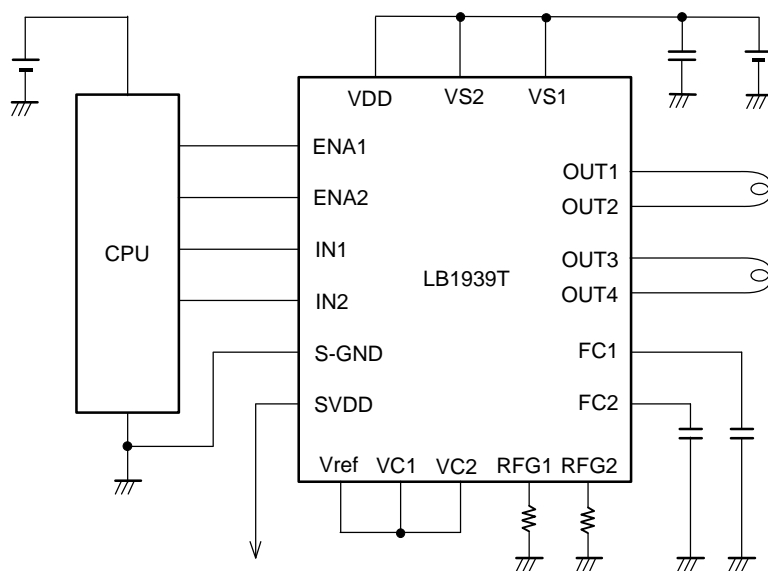 VDD VS2 VS1
ENA1
OUT1
ENA2
OUT2
CPU
IN1
OUT3
LB1939T
IN2
OUT4
S-GND
FC1
SVDD
FC2
Vref VC1 VC2 RFG1 RFG2